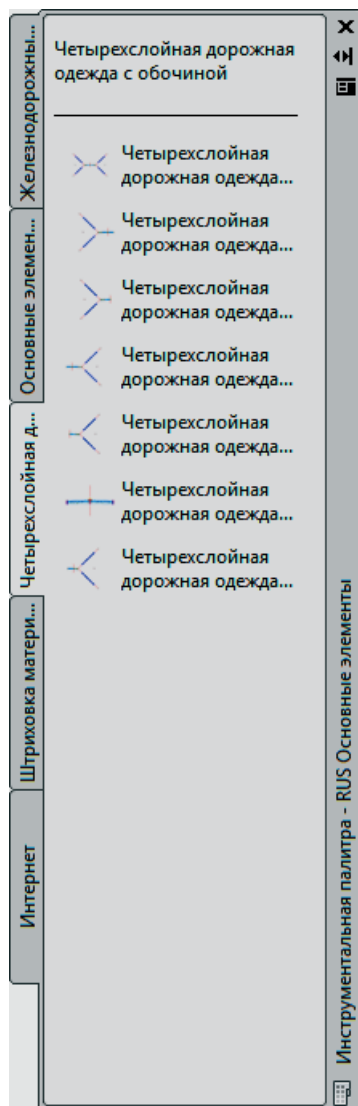 Железнодорожны...
Основные элемен...
Четырехслойная д...
Штриховка матери...
Интернет
Четырехслойная дорожная
одежда с обочиной
Четырехслойная
дорожная одежда...
Четырехслойная
дорожная одежда...
Четырехслойная
дорожная одежда...
Четырехслойная
дорожная одежда...
Четырехслойная
дорожная одежда...
Четырехслойная
дорожная одежда...
Четырехслойная
дорожная одежда...
Инструментальная палитра - RUS Основные элементы